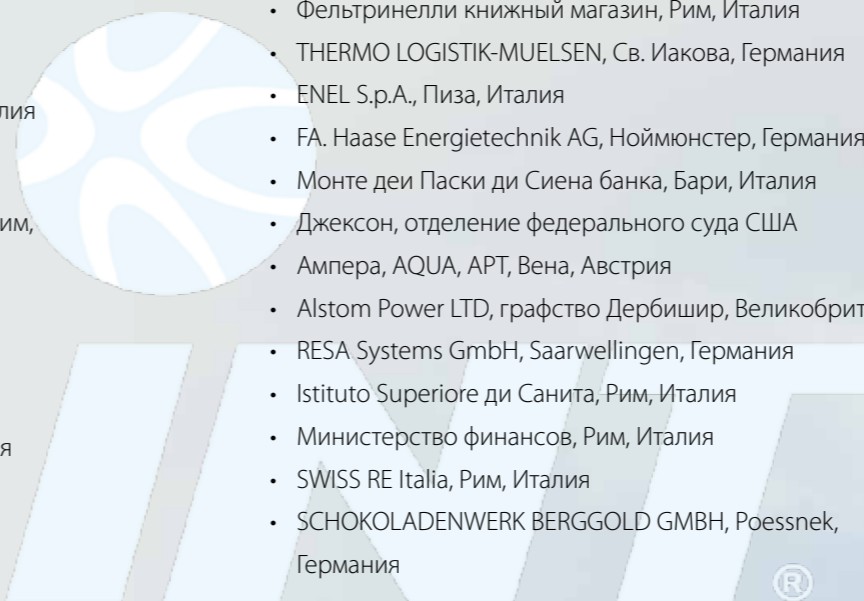 • Фельтринелли книжный магазин, Рим, Италия
• THERMO LOGISTIK-MUELSEN, Св. Иакова, Германия
• ENEL S.p.A., Пиза, Италия
• FA. Haase Energietechnik AG, Ноймюнстер, Германия
• Монте деи Паски ди Сиена банка, Бари, Италия
• Джексон, отделение федерального суда США
• Ампера, AQUA, APT, Вена, Австрия
• Alstom Power LTD, графство Дербишир,
• RESA Systems GmbH, Saarwellingen, Германия
• Istituto Superiore ди Санита, Рим, Италия
• Министерство финансов, Рим, Италия
• SWISS RE Italia, Рим, Италия
• SCHOKOLADENWERK BERGGOLD GMBH, Poessnek,
Германия
®